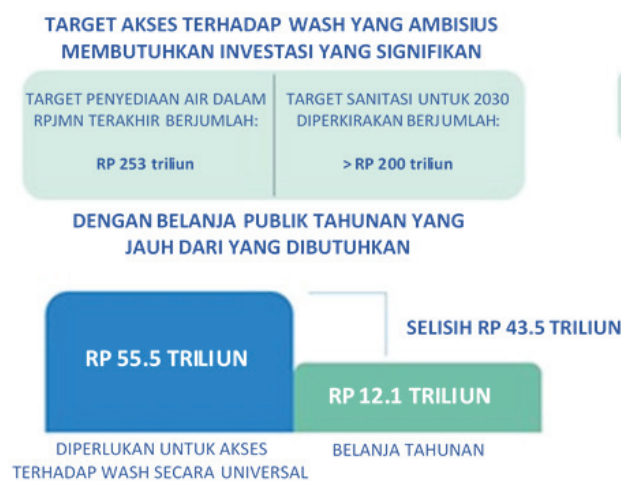 TARGET AKSES TERHADAP WASH YANG AMBISIUS
MEMBUTUHKAN INVESTASI YANG SIGNIFIKAN
TARGET PENYEDIAAN AIR DALAM
RPJMN TERAKHIR BERJUMLAH:
RP 253 triliun
TARGET SANITASI UNTUK 2030
DIPERKIRAKAN BERJUMLAH:
> RP 200 triliun
DENGAN BELANJA PUBLIK TAHUNAN YANG
JAUH DARI YANG DIBUTUHKAN
SELISIH RP 43.5 TRILIUN
RP 55.5 TRILIUN
RP 12.1 TRILIUN
DIPERLUKAN UNTUK AKSES
TERHADAP WASH SECARA UNIVERSAL
BELANJA TAHUNAN